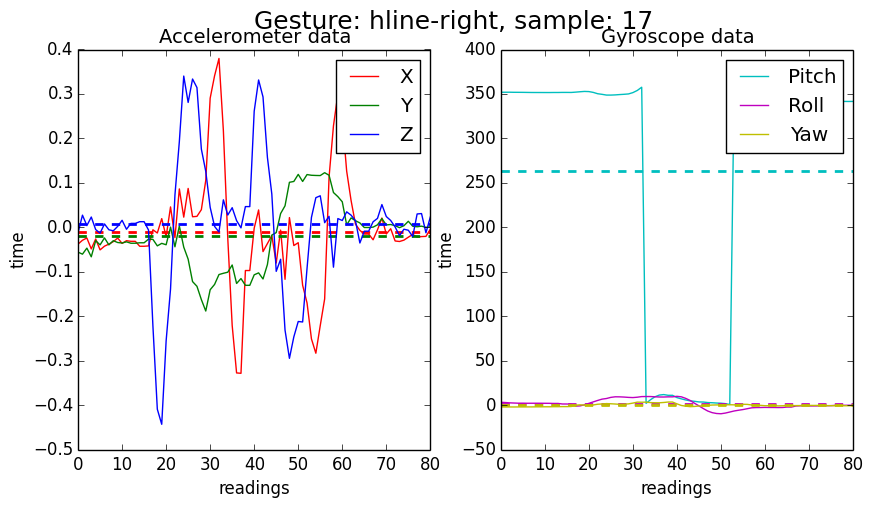 Gesture: hline-right, sample: 17
Accelerometer data
0.4
0.3
0.2
0.1
0.0
−0.1
−0.2
−0.3
−0.4
−0.5
time
X
Y
Z
0 10 20 30 40 50 60 70 80
readings
Gyroscope data
400
350
300
250
200
150
100
50
0
−50
time
Pitch
Roll
Yaw
0 10 20 30 40 50 60 70 80
readings